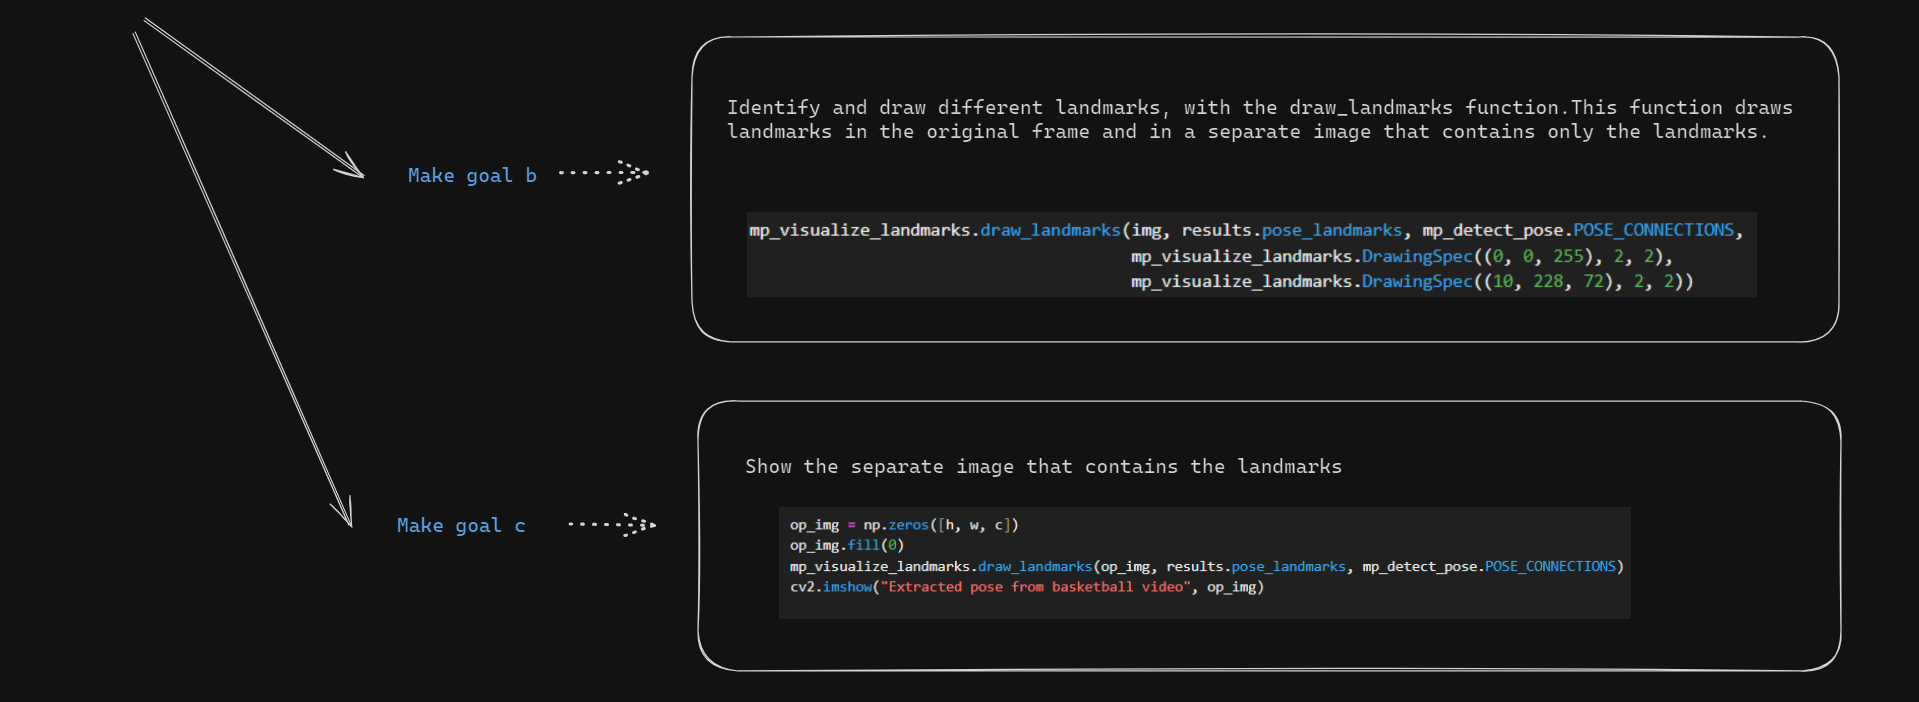 Identify and draw different landmarks, with the draw_landmarks function.This function draws
landmarks in the original frame and in a separate image that contains only the landmarks.
Make goal b
mp_visualize_landmarks.draw_landmarks(img, results.pose_landmarks, mp_detect_pose.POSE_CONNECTIONS,
mp_visualize_landmarks.DrawingSpec((0, 0, 255), 2, 2),
mp_visualize_landmarks.DrawingSpec((10, 228, 72), 2, 2))
Show the separate image that contains the landmarks
Make goal c
op_img = np.zeros([h, w, c])
op_img.fill(0)
mp_visualize_landmarks.draw_landmarks(op_img, results.pose_landmarks, mp_detect_pose.POSE_CONNECTIONS)
cv2.imshow("Extracted pose from basketball video", op_img)